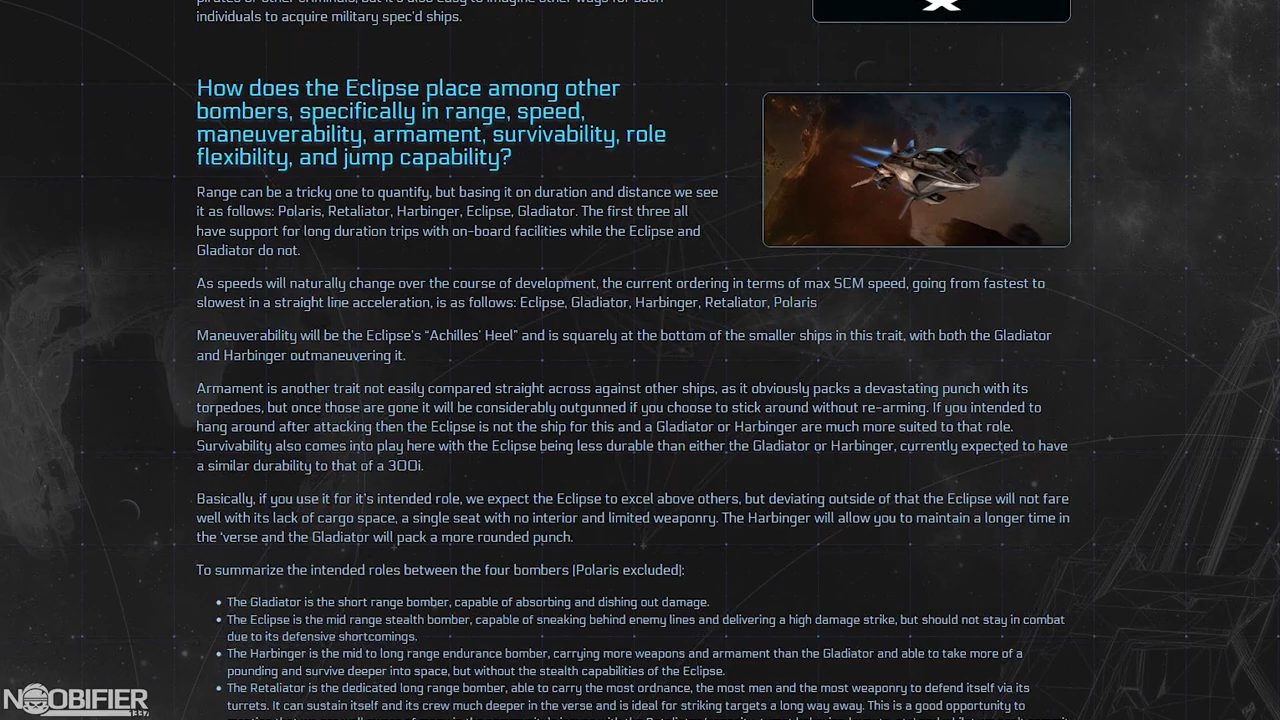 individuals to acquire military spec'd ships.
How does the Eclipse place among other
bombers, specifically in range, speed,
maneuverability, armament, survivability, role
flexibility, and jump capability?
Range can be a tricky one to quantify, but basing it on duration and distance we see
it as follows: Polaris, Retaliator, Harbinger, Eclipse, Gladiator. The first three all
have support for long duration trips with on-board facilities while the Eclipse and
Gladiator do not.
As speeds will naturally change over the course of development, the current ordering in terms of max SCM speed, going from fastest to
slowest in a straight line acceleration, is as follows: Eclipse, Gladiator, Harbinger, Retaliator, Polaris
Maneuverability will be the Eclipse's “Achilles’ Heel” and is squarely at the bottom of the smaller ships in this trait, with both the Gladiator
and Harbinger outmaneuvering it.
Armament is another trait not easily compared straight across against other ships, as it obviously packs a devastating punch with its
torpedoes, but once those are gone it will be considerably outgunned if you choose to stick around without re-arming. If you intended to
hang around after attacking then the Eclipse is not the ship for this and a Gladiator or Harbinger are much more suited to that role.
Survivability also comes into play here with the Eclipse being less durable than either the Gladiator or Harbinger, currently expected to have
a similar durability to that of a 300i.
Basically, if you use it for it's intended role, we expect the Eclipse to excel above others, but deviating outside of that the Eclipse will not fare
well with its lack of cargo space, a single seat with no interior and limited weaponry. The Harbinger will allow you to maintain a longer time in
the ‘verse and the Gladiator will pack a more rounded punch.
To summarize the intended roles between the four bombers (Polaris excluded):
• The Gladiator is the short range bomber, capable of absorbing and dishing out damage.
• The Eclipse is the mid range stealth bomber, capable of sneaking behind enemy lines and delivering a high damage strike, but should not stay in combat
due to its defensive shortcomings.
• The Harbinger is the mid to long range endurance bomber, carrying more weapons and armament than the Gladiator and able to take more of a
pounding and survive deeper into space, but without the stealth capabilities of the Eclipse.
• The Retaliator is the dedicated long range bomber, able to carry the most ordnance, the most men and the most weaponry to defend itself via its
turrets. It can sustain itself and its crew much deeper in the verse and is ideal for striking targets a long way away. This is a good opportunity to
NOOBIFIER
1337